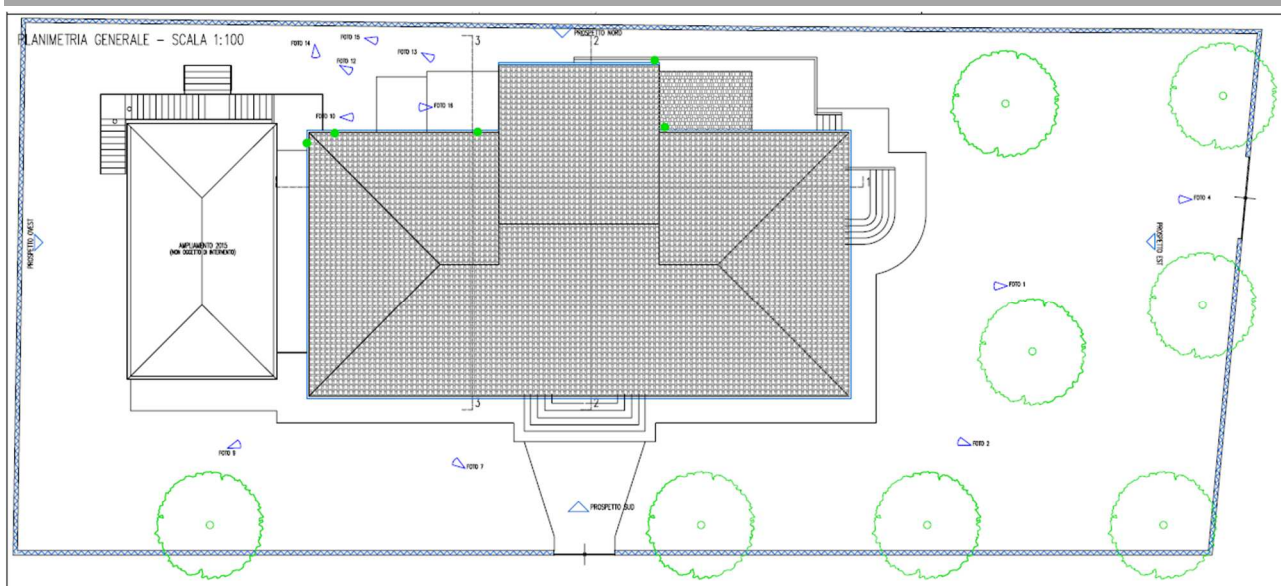 PLANIMETRIA GENERALE – SCALA 1:100
PROSPETTO NORD
FOTO 15
FOTO 14
FOTO 13
FOTO 12
FOTO 16
FOTO 10
3
2
1
FOTO 4
PROSPETTO OVEST
PROSPETTO EST
AMPLIAMENTO 2015
(NON OGGETTO DI INTERVENTO)
FOTO 1
3
2
FOTO 2
FOTO 7
PROSPETTO SUD